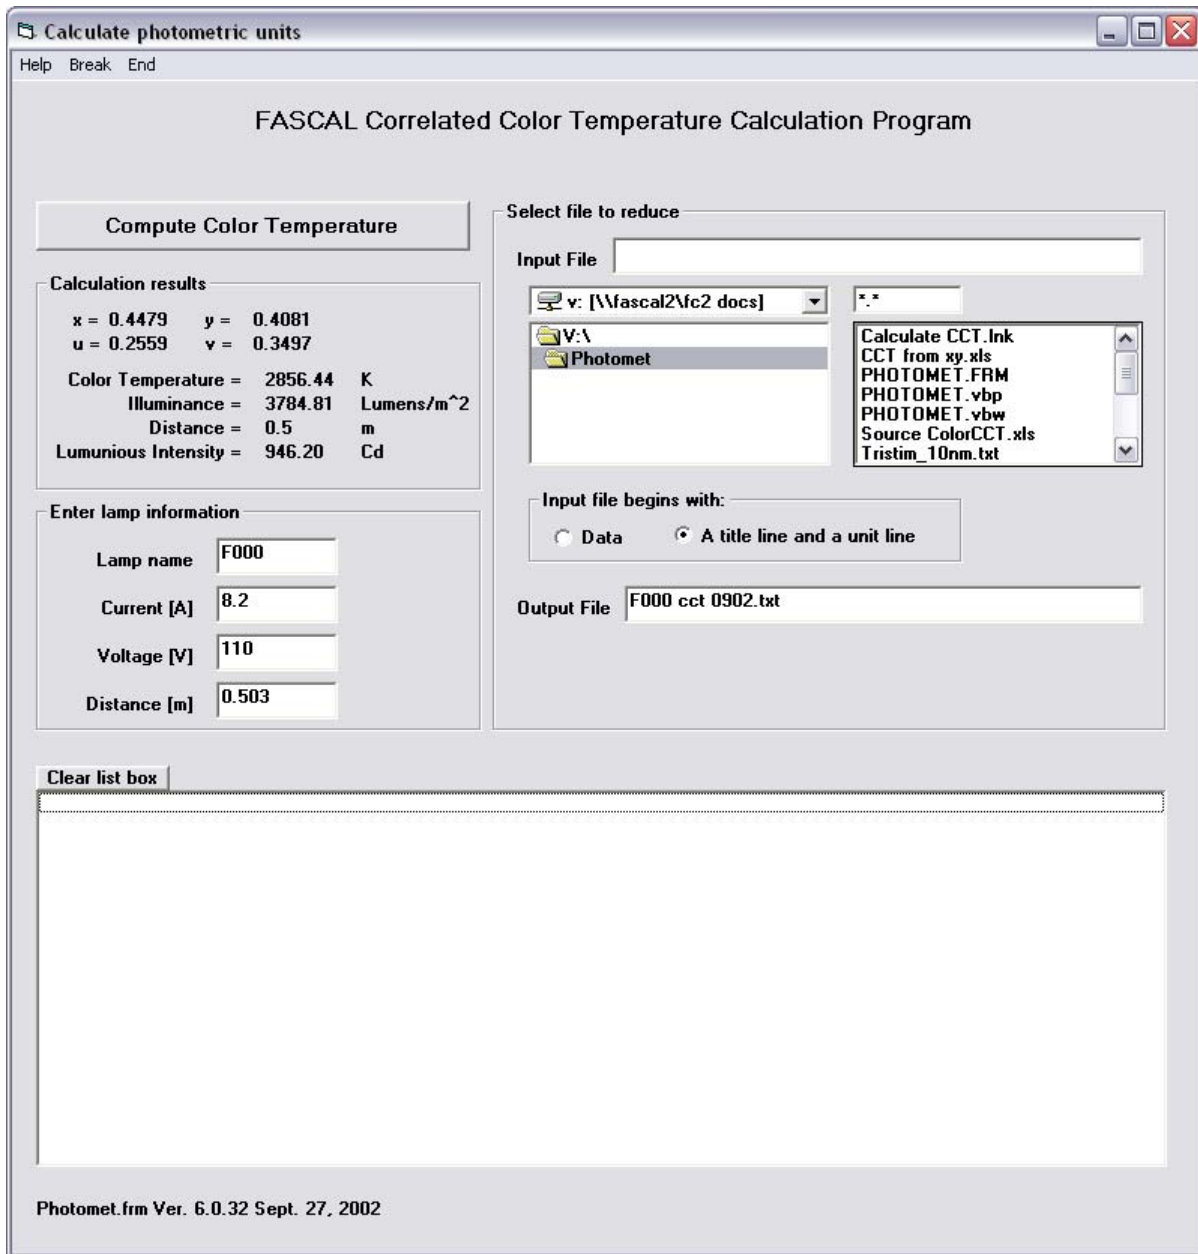 Calculate photometric units
Help Break End
FASCAL Correlated Color Temperature Calculation Program
Compute Color Temperature
Calculation results
x = 0.4479 y = 0.4081
u = 0.2559 v = 0.3497
Color Temperature = 2856.44 K
Illuminance = 3784.81 Lumens/m^2
Distance = 0.5 m
Lumunious Intensity = 946.20 Cd
Enter lamp information
Lamp name F000
Current [A] 8.2
Voltage [V] 110
Distance [m] 0.503
Select file to reduce
Input File
v: [\\fascal2\fc2 docs]
*.*
V:\
Photomet
Calculate CCT.lnk
CCT from xy.xls
PHOTOMET.FRM
PHOTOMET.vbp
PHOTOMET.vbw
Source ColorCCT.xls
Tristim_10nm.txt
Input file begins with:
Data A title line and a unit line
Output File F000 cct 0902.txt
Clear list box
Photomet.frm Ver. 6.0.32 Sept. 27, 2002